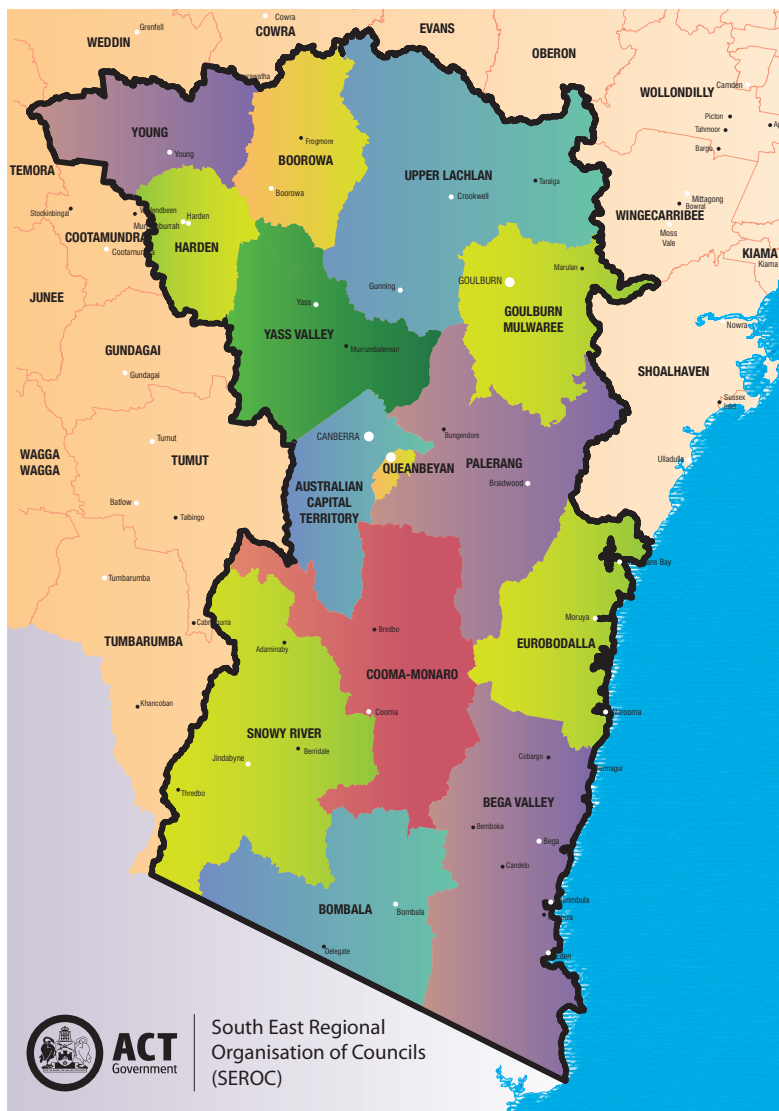 Grenfell
Cowra
WEDDIN
COWRA
EVANS
OBERON
WOLLONDILLY
Camden
Picton
Tahmoor
Bargo
YOUNG
Young
Frogmore
BOOROWA
Boorowa
UPPER LACHLAN
Taralga
Crookwell
TEMORA
Stockinbingal
Harden
HARDEN
COOTAMUNDRA
Mittagong
Bowral
WINGECARRIBEE
Moss
Vale
KIAMA
Kiama
JUNEE
Gunning
GOULBURN
Marulan
GOULBURN
MULWAREE
Yass
YASS VALLEY
Murrumbateman
Nowra
GUNDAGAI
Gundagai
SHOALHAVEN
Sussex
Inlet
Tumut
TUMUT
WAGGA
WAGGA
CANBERRA
Bungendore
QUEANBEYAN
PALERANG
Braidwood
Ulladulla
AUSTRALIAN
CAPITAL
TERRITORY
Batlow
Talbingo
Tumbarumba
TUMBARUMBA
Adaminaby
Bredbo
Moruya
EUROBODALLA
COOMA-MONARO
Khancoban
Cooma
Narooma
SNOWY RIVER
Berridale
Jindabyne
Thredbo
Cobargo
BEGA VALLEY
Bemboka
Bega
Candelo
BOMBALA
Bombala
Delegate
Eden
ACT
Government
South East Regional
Organisation of Councils
(SEROC)